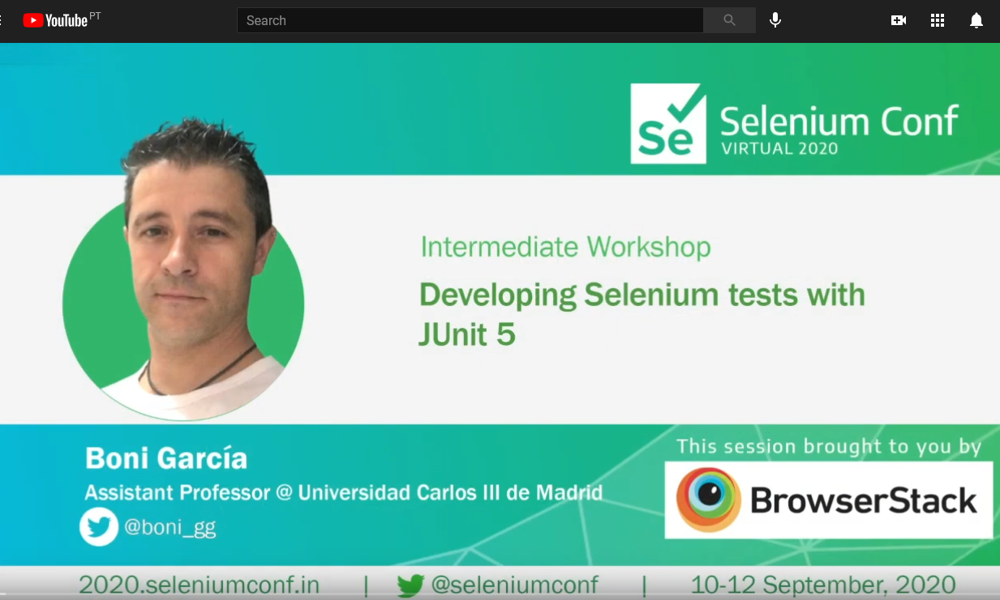 YouTube PT
Search
Se
Selenium Conf
VIRTUAL 2020
Intermediate Workshop
Developing Selenium tests with
JUnit 5
Boni García
Assistant Professor @ Universidad Carlos III de Madrid
@boni_gg
This session brought to you by
BrowserStack
2020.seleniumconf.in | @seleniumconf | 10-12 September, 2020